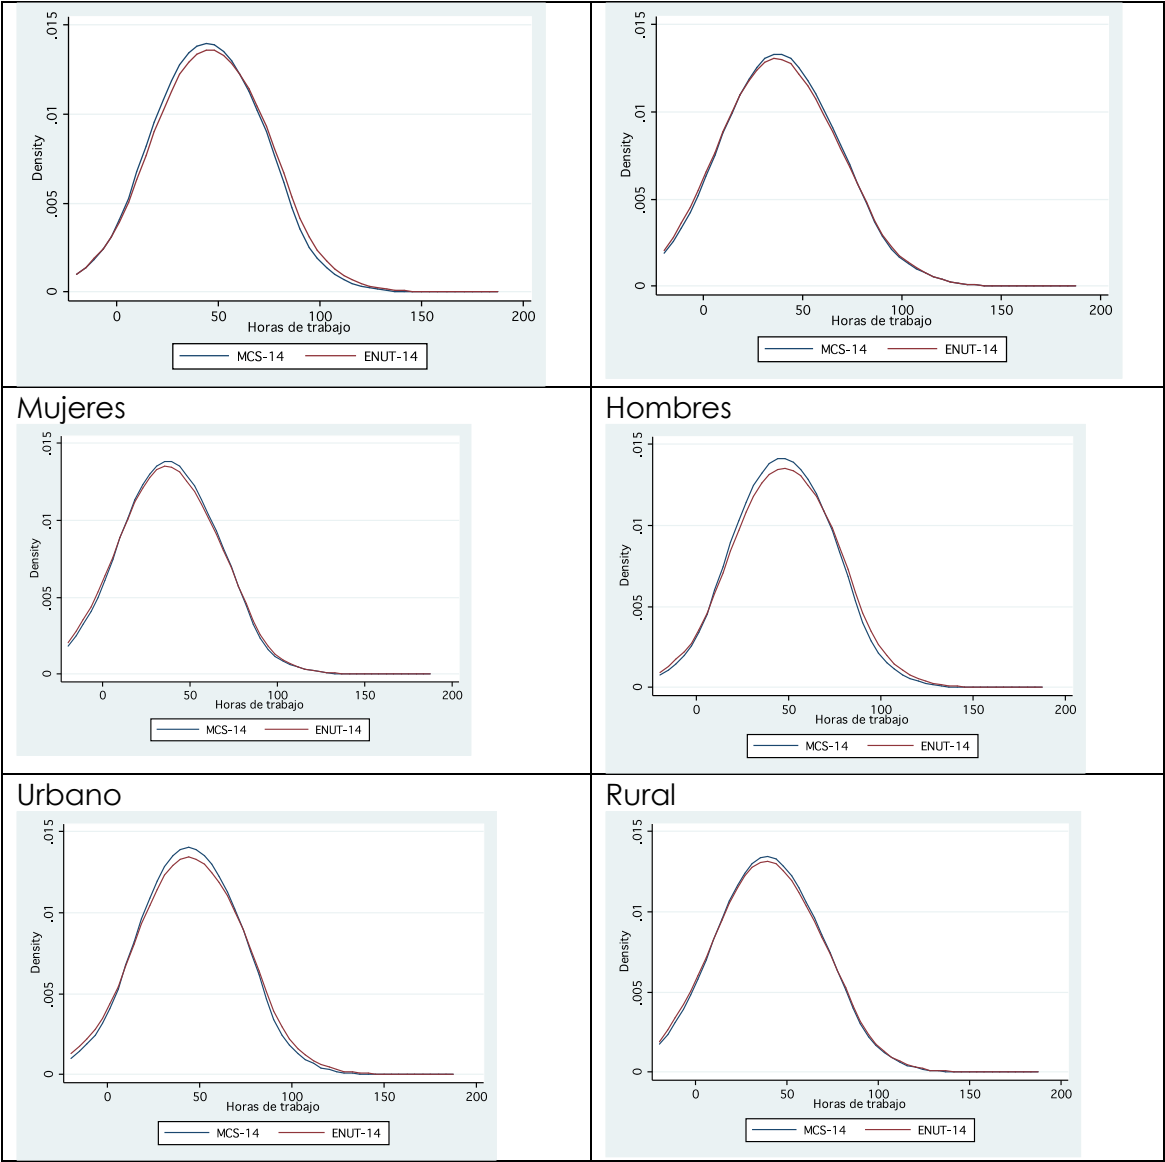 .015
.01
.005
0
Density
0 50 100 150 200
Horas de trabajo
MCS-14 ENUT-14
.015
.01
.005
0
Density
0 50 100 150 200
Horas de trabajo
MCS-14 ENUT-14
Mujeres
.015
.01
.005
0
Density
0 50 100 150 200
Horas de trabajo
MCS-14 ENUT-14
Hombres
.015
.01
.005
0
Density
0 50 100 150 200
Horas de trabajo
MCS-14 ENUT-14
Urbano
.015
.01
.005
0
Density
0 50 100 150 200
Horas de trabajo
MCS-14 ENUT-14
Rural
.015
.01
.005
0
Density
0 50 100 150 200
Horas de trabajo
MCS-14 ENUT-14